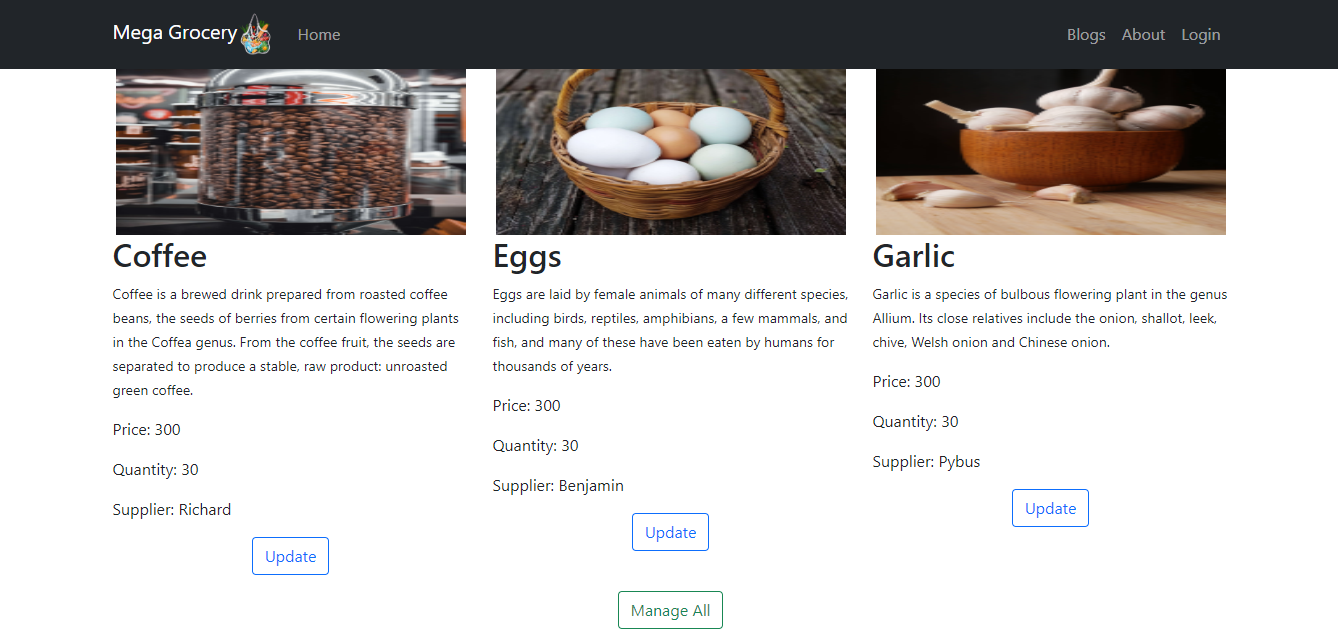 Mega Grocery Home Blogs About Login
Coffee
Coffee is a brewed drink prepared from roasted coffee
beans, the seeds of berries from certain flowering plants
in the Coffea genus. From the coffee fruit, the seeds are
separated to produce a stable, raw product: unroasted
green coffee.
Price: 300
Quantity: 30
Supplier: Richard
Update
Eggs
Eggs are laid by female animals of many different species,
including birds, reptiles, amphibians, a few mammals, and
fish, and many of these have been eaten by humans for
thousands of years.
Price: 300
Quantity: 30
Supplier: Benjamin
Update
Garlic
Garlic is a species of bulbous flowering plant in the genus
Allium. Its close relatives include the onion, shallot, leek,
chive, Welsh onion and Chinese onion.
Price: 300
Quantity: 30
Supplier: Pybus
Update
Manage All